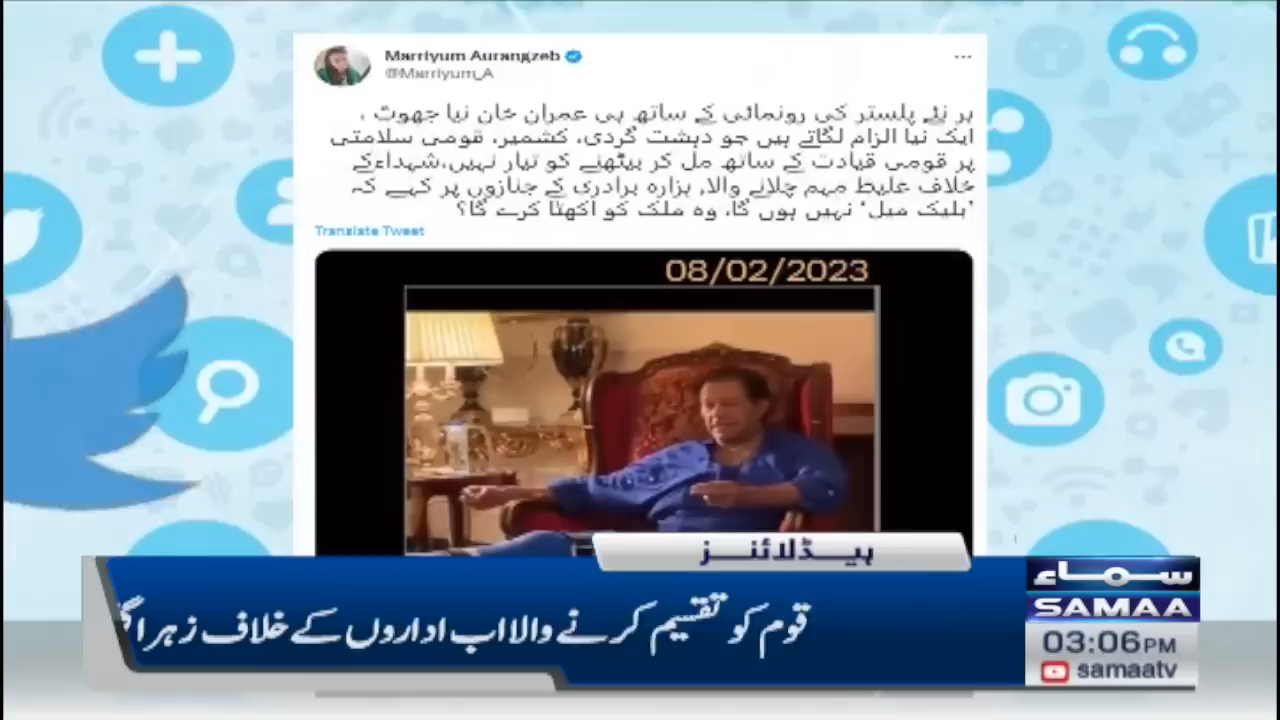 Marriyum Aurangzeb
@Marriyum_A
ہر نئے پلستر کی رونمائی کے ساتھ ہی عمران خان نیا جھوٹ ،
ایک نیا الزام لگاتے ہیں جو دہشت گردی، کشمیر، قومی سلامتی
پر قومی قیادت کے ساتھ مل کر بیٹھنے کو تیار نہیں،شہداءکے
خلاف غلیظ مہم چلانے والا, ہزارہ برادری کے جنازوں پر کہے کہ
’بلیک میل‘ نہیں ہوں گا، وہ ملک کو اکھٹا کرے گا؟
Translate Tweet
08/02/2023
ہیڈلائنز
قوم کو تقسیم کرنے والا اب اداروں کے خلاف زہر
سماء
SAMAA
03:06PM
samaatv